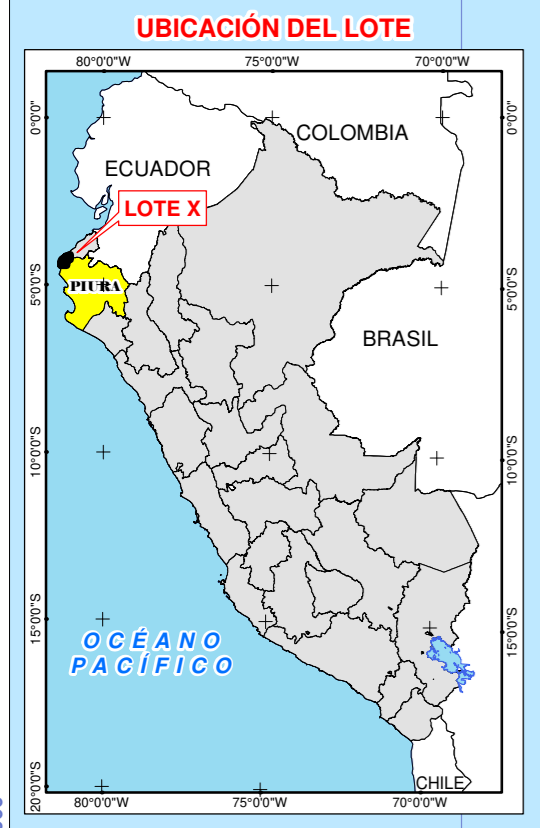 UBICACIÓN DEL LOTE
80°0'0"W 75°0'0"W 70°0'0"W
0°0'0" 0°0'0"
COLOMBIA
ECUADOR
LOTE X
5°0'0"S 5°0'0"S
PIURA
BRASIL
10°0'0"S 10°0'0"S
15°0'0"S 15°0'0"S
OCÉANO
PACÍFICO
20°0'0"S
CHILE
80°0'0"W 75°0'0"W 70°0'0"W